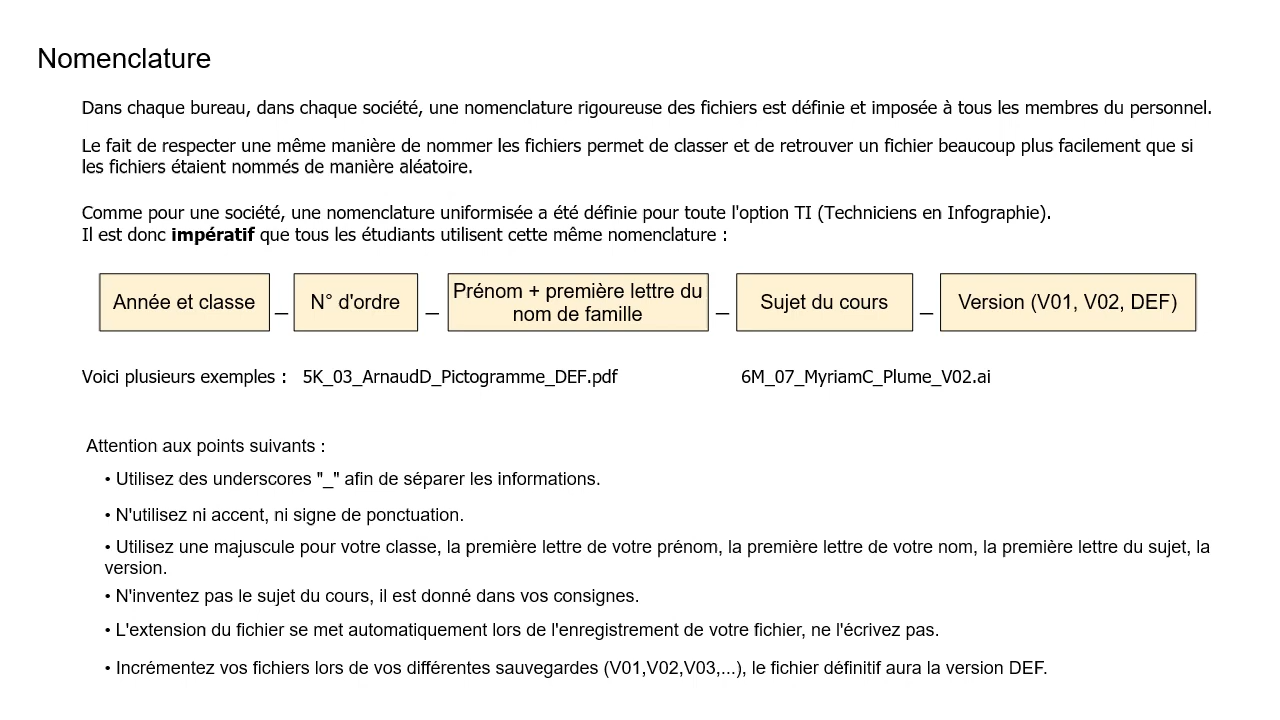 Nomenclature
Dans chaque bureau, dans chaque société, une nomenclature rigoureuse des fichiers est définie et imposée à tous les membres du personnel.
Le fait de respecter une même manière de nommer les fichiers permet de classer et de retrouver un fichier beaucoup plus facilement que si
les fichiers étaient nommés de manière aléatoire.
Comme pour une société, une nomenclature uniformisée a été définie pour toute l'option TI (Techniciens en Infographie).
Il est donc impératif que tous les étudiants utilisent cette même nomenclature :
Année et classe _ N° d'ordre _ Prénom + première lettre du nom de famille _ Sujet du cours _ Version (V01, V02, DEF)
Voici plusieurs exemples : 5K_03_ArnaudD_Pictogramme_DEF.pdf 6M_07_MyriamC_Plume_V02.ai
Attention aux points suivants :
• Utilisez des underscores "_" afin de séparer les informations.
• N'utilisez ni accent, ni signe de ponctuation.
• Utilisez une majuscule pour votre classe, la première lettre de votre prénom, la première lettre de votre nom, la première lettre du sujet, la
version.
• N'inventez pas le sujet du cours, il est donné dans vos consignes.
• L'extension du fichier se met automatiquement lors de l'enregistrement de votre fichier, ne l'écrivez pas.
• Incrémentez vos fichiers lors de vos différentes sauvegardes (V01,V02,V03,...), le fichier définitif aura la version DEF.